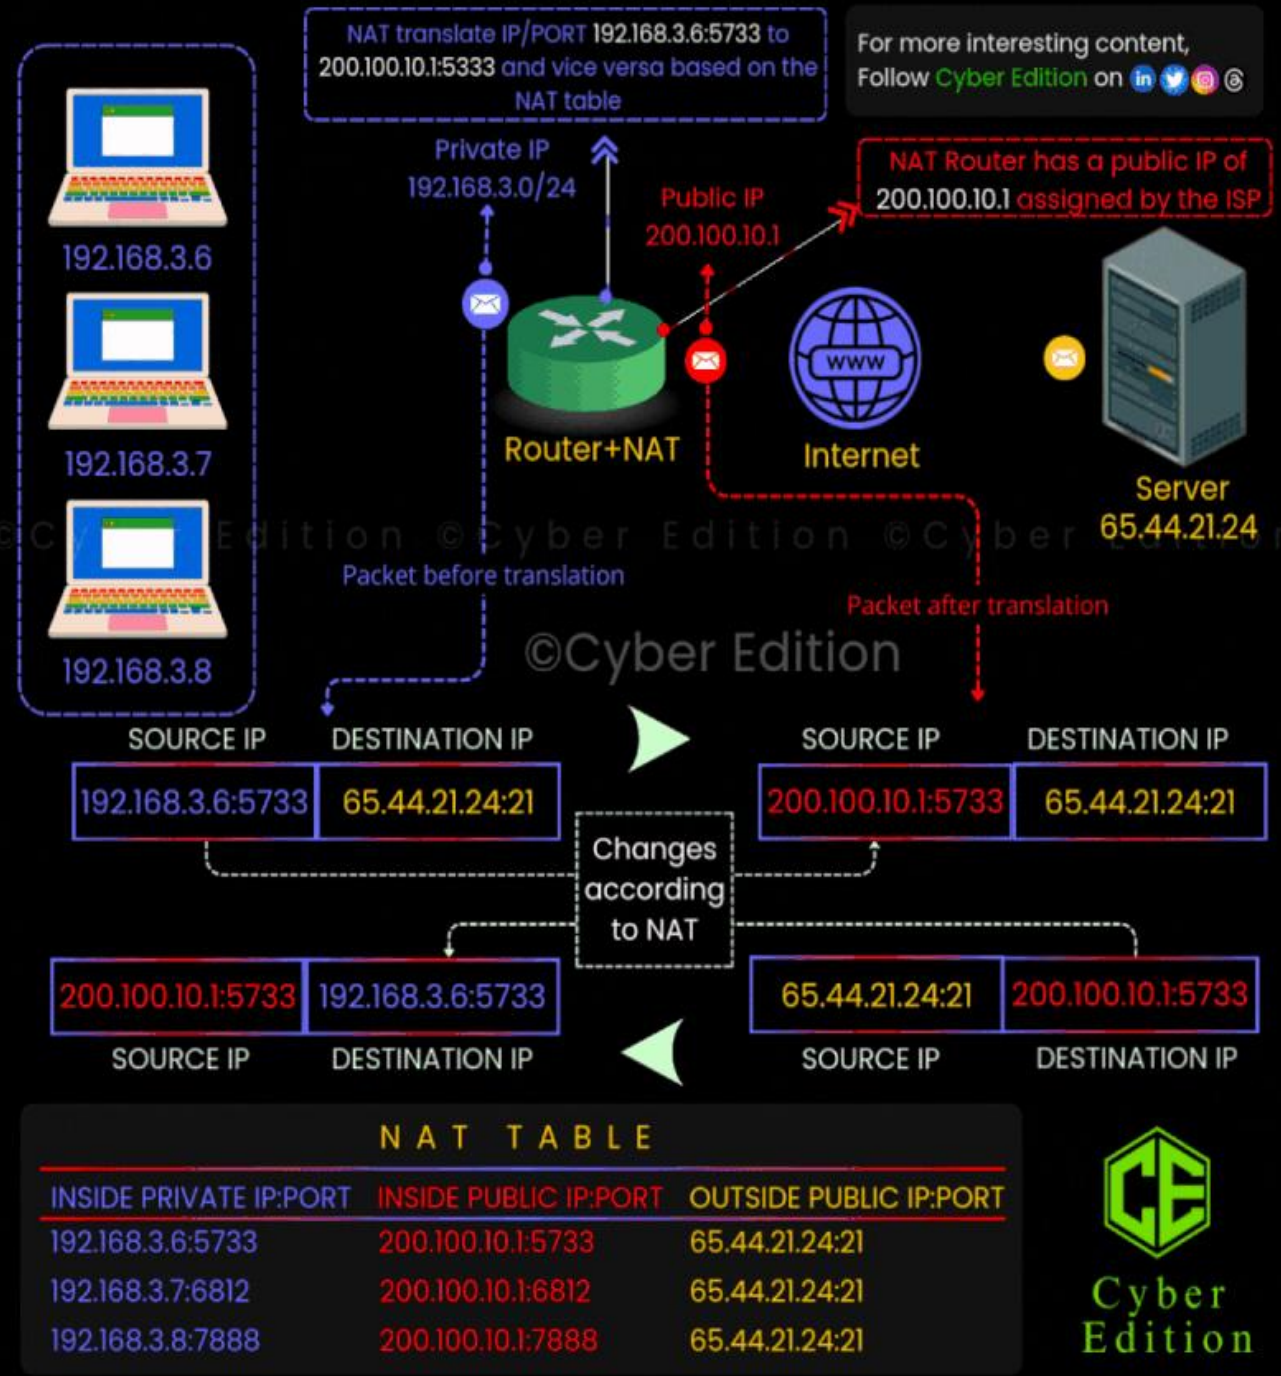 NAT translate IP/PORT 192.168.3.6:5733 to
200.100.10.1:5333 and vice versa based on the
NAT table
For more interesting content,
Follow Cyber Edition on
Private IP
192.168.3.0/24
Public IP
200.100.10.1
NAT Router has a public IP of
200.100.10.1 assigned by the ISP
192.168.3.6
192.168.3.7
192.168.3.8
www
Router+NAT
Internet
Server
65.44.21.24
©Cyber Edition ©Cyber Edition ©Cyber Edition
Packet before translation
Packet after translation
©Cyber Edition
SOURCE IP DESTINATION IP
192.168.3.6:5733 65.44.21.24:21
SOURCE IP DESTINATION IP
200.100.10.1:5733 65.44.21.24:21
Changes
according
to NAT
200.100.10.1:5733 192.168.3.6:5733
SOURCE IP DESTINATION IP
65.44.21.24:21 200.100.10.1:5733
SOURCE IP DESTINATION IP
NAT TABLE
INSIDE PRIVATE IP:PORT INSIDE PUBLIC IP:PORT OUTSIDE PUBLIC IP:PORT
192.168.3.6:5733 200.100.10.1:5733 65.44.21.24:21
192.168.3.7:6812 200.100.10.1:6812 65.44.21.24:21
192.168.3.8:7888 200.100.10.1:7888 65.44.21.24:21
CE
Cyber
Edition